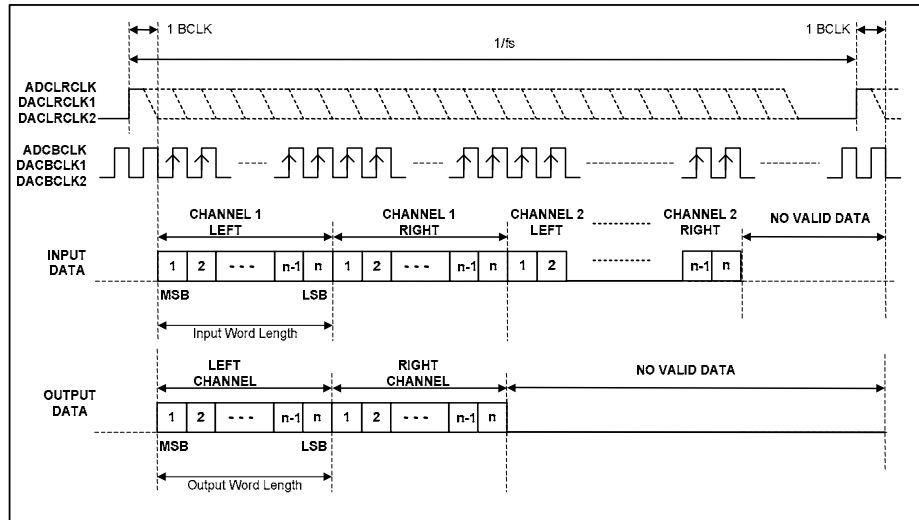 1 BCLK
1/fs
1 BCLK
ADCLRCLK
DACLRCLK1
DACLRCLK2
ADCBCLK
DACBCLK1
DACBCLK2
CHANNEL 1
LEFT
CHANNEL 1
RIGHT
CHANNEL 2
LEFT
CHANNEL 2
RIGHT
NO VALID DATA
INPUT
DATA
1 2 - - - n-1 n 1 2 - - - n-1 n 1 2 n-1 n
MSB LSB
Input Word Length
LEFT
CHANNEL
RIGHT
CHANNEL
NO VALID DATA
OUTPUT
DATA
1 2 - - - n-1 n 1 2 - - - n-1 n
MSB LSB
Output Word Length